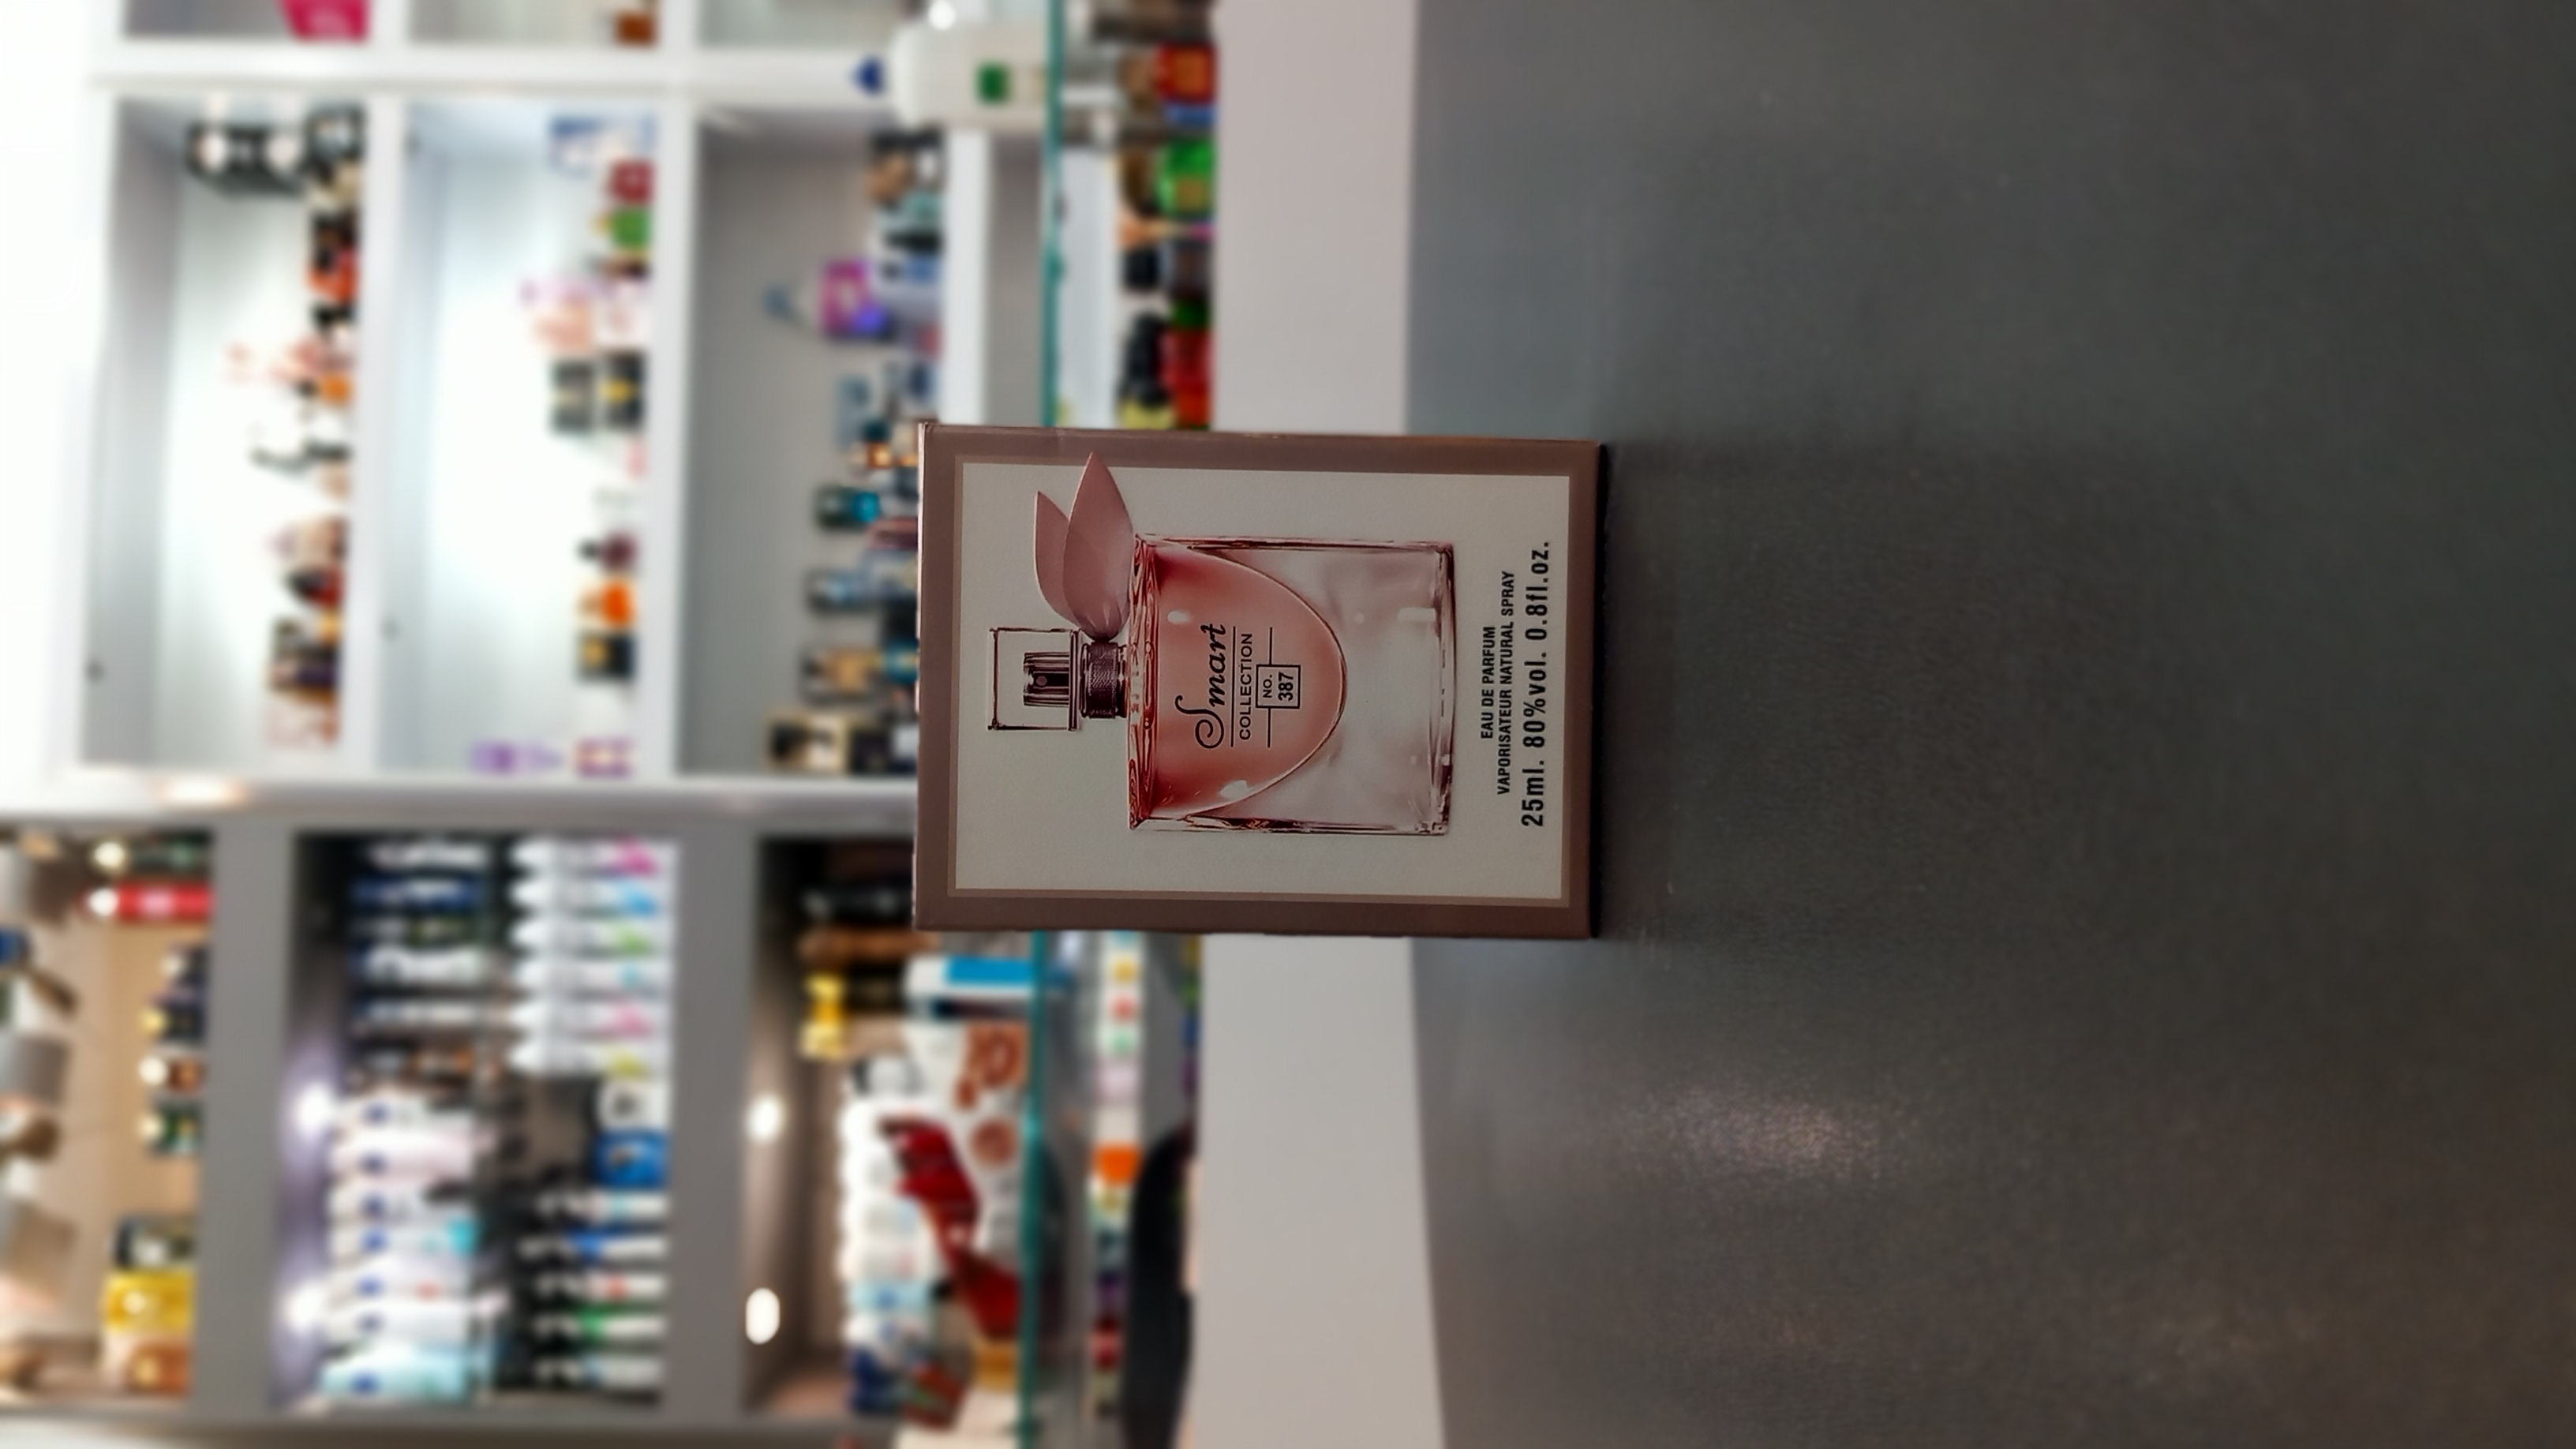 Smart
COLLECTION
NO.
387
EAU DE PARFUM
VAPORISATEUR NATURAL SPRAY
25ml. 80%vol. 0.8fl.oz.